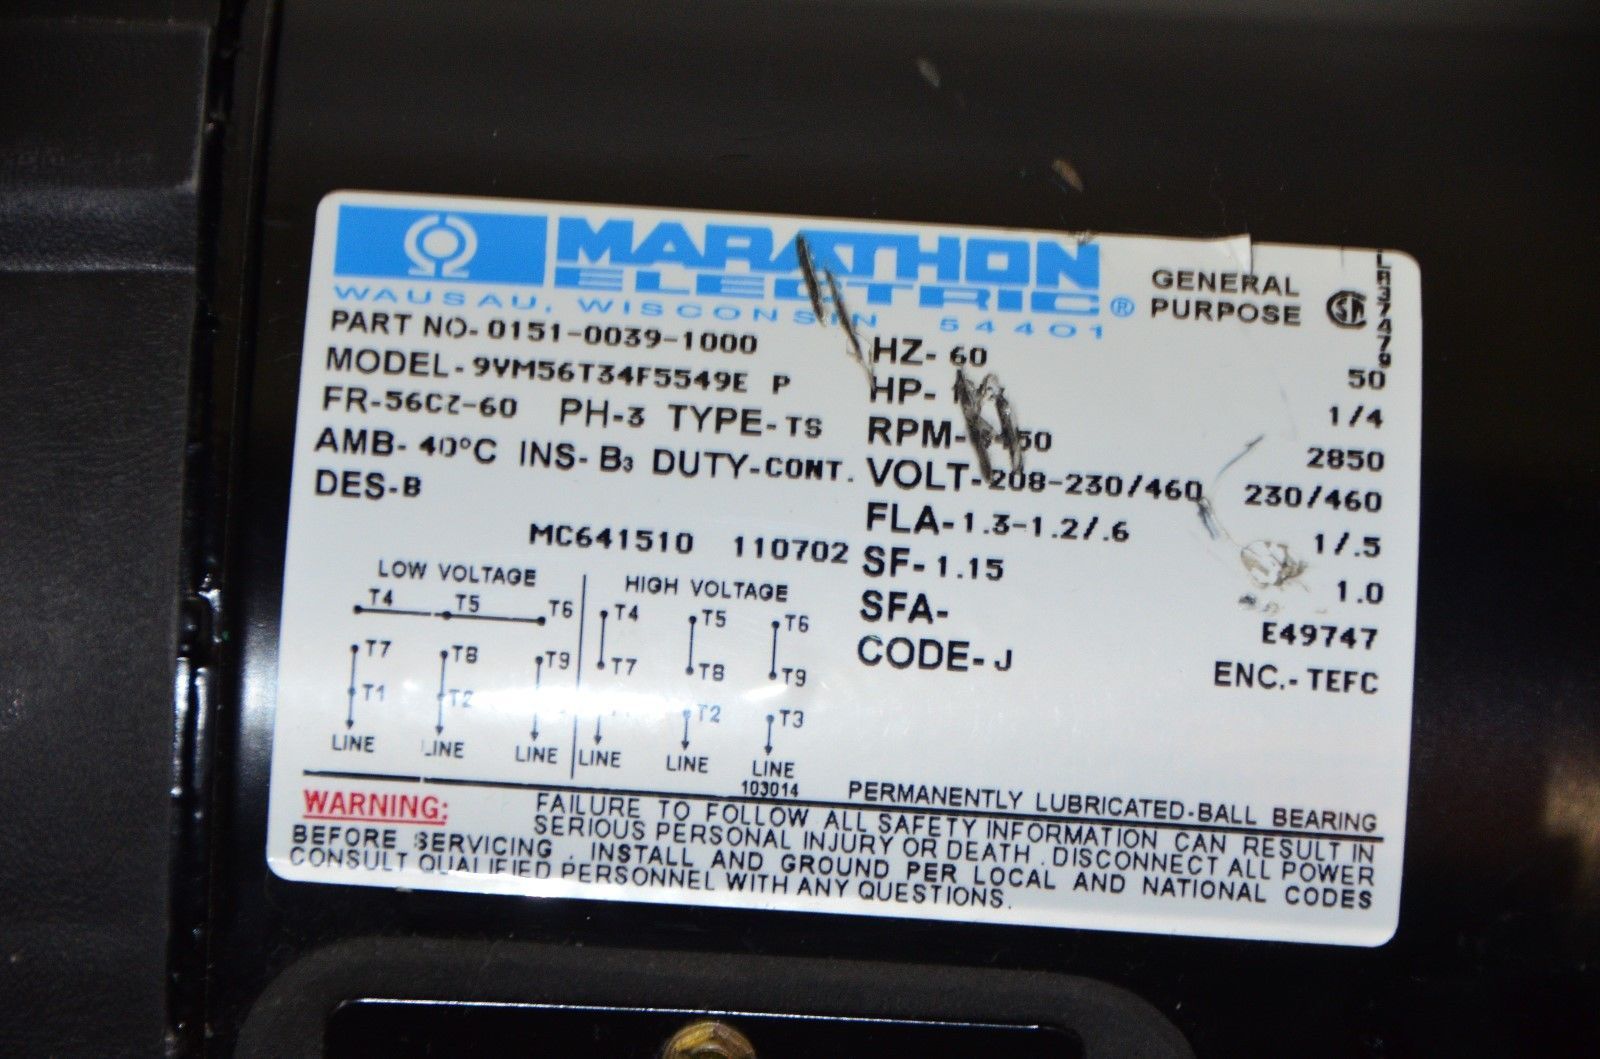 MARATHON
ELECTRIC ®
WAUSAU, WISCONSIN 54401
GENERAL
PURPOSE
LR37479
PART NO- 0151-0039-1000
MODEL- 9VM56T34F5549E P
FR-56CZ-60 PH-3 TYPE-TS
AMB- 40°C INS- B3 DUTY-CONT.
DES-B
MC641510 110702
HZ- 60 50
HP- 1/4
RPM- 2850
VOLT-208-230/460 230/460
FLA-1.3-1.2/.6 1/.5
SF-1.15 1.0
SFA- E49747
CODE- J ENC.- TEFC
LOW VOLTAGE
T4 T5 T6
T7 T8 T9
T1 T2
LINE LINE LINE
HIGH VOLTAGE
T4 T5 T6
T7 T8 T9
T2 T3
LINE LINE LINE
103014
PERMANENTLY LUBRICATED-BALL BEARING
WARNING: FAILURE TO FOLLOW ALL SAFETY INFORMATION CAN RESULT IN
SERIOUS PERSONAL INJURY OR DEATH. DISCONNECT ALL POWER
BEFORE SERVICING. INSTALL AND GROUND PER LOCAL AND NATIONAL CODES
CONSULT QUALIFIED PERSONNEL WITH ANY QUESTIONS.